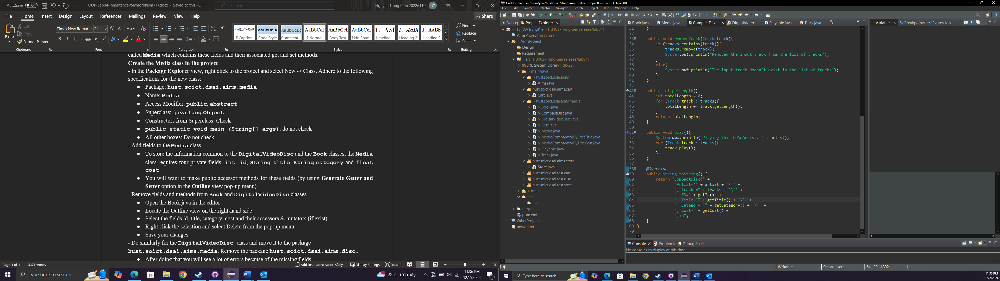 AutoSave Off OOP-Lab04-InheritancePolymorphism (1).docx - Saved to this PC Search Nguyen Trung Kien 20226110 NT
File Home Insert Design Layout References Mailings Review View Help Share
Paste Cut Copy Format Painter
Times New Roman 24
Aa
B I U ab
AaBbCcDdE AaBbCcDc AaBbCcDc AaBbCcI AaBbCcI AaBbCcI 1. Aal 1. AaBl 1. AaBb
¶ Caption Code Style Comment... ¶ Normal Body Text ¶ No Spac... Heading 1 Heading 2 Heading 3
Find Replace Select
Clipboard Font Paragraph Styles Editing
called Media which contains these fields and their associated get and set methods.
Create the Media class in the project
- In the Package Explorer view, right click to the project and select New -> Class. Adhere to the following
specifications for the new class:
● Package: hust.soict.dsai.aims.media
● Name: Media
● Access Modifier: public, abstract
● Superclass: java.lang.Object
● Constructors from Superclass: Check
● public static void main (String[] args): do not check
● All other boxes: Do not check
- Add fields to the Media class
● To store the information common to the DigitalVideoDisc and the Book classes, the Media
class requires four private fields: int id, String title, String category and float
cost
● You will want to make public accessor methods for these fields (by using Generate Getter and
Setter option in the Outline view pop-up menu)
- Remove fields and methods from Book and DigitalVideoDisc classes
● Open the Book.java in the editor
● Locate the Outline view on the right-hand side
● Select the fields id, title, category, cost and their accessors & mutators (if exist)
● Right click the selection and select Delete from the pop-up menu
● Save your changes
- Do similarly for the DigitalVideoDisc class and move it to the package
hust.soict.dsai.aims.media. Remove the package hust.soict.dsai.aims.disc.
● After doing that you will see a lot of errors because of the missing fields
Page 4 of 11 3371 words Add-ins loaded successfully Display Settings Focus 110%
Type here to search 22°C Có mây 11:36 PM 12/2/2024 1
CodeLibrary - src/main/java/hust/soict/dsai/aims/media/CompactDisc.java - Eclipse IDE
File Edit Source Refactor Navigate Search Project Run Window Help
Debug Project Explorer
> IT3103-TrungKien [IT3103-TrungKien release/lab04]
AimsProject (in Aims)
> AimsProject
> Design
Requirement
> src [IT3103-TrungKien release/lab04]
JRE System Library [jdk-22]
> main/java
> hust.soict.dsai.aims
Aims.java
hust.soict.dsai.aims.cart
Cart.java
hust.soict.dsai.aims.media
> Book.java
> CompactDisc.java
> DigitalVideoDisc.java
> Disc.java
> Media.java
> MediaComparatorByCostTitle.java
> MediaComparatorByTitleCost.java
> Playable.java
> Track.java
hust.soict.dsai.aims.store
> Store.java
hust.soict.dsai.test.cart
hust.soict.dsai.test.disc
hust.soict.dsai.test.store
> main
test
java
target
pom.xml
OtherProjects
answer.txt
Book.java Media.java CompactDisc... DigitalVideo... Playable.java Track.java 4
31 }
32
33 public void removeTrack(Track track){
34 if (tracks.contains(track)){
35 tracks.remove(track);
36 System.out.println("Removed the input track from the list of tracks");
37 }
38 else{
39 System.out.println("The input track doesn't exist in the list of tracks");
40 }
41 }
42
43 public int getLength(){
44 int totalLength = 0;
45 for (Track track : tracks){
46 totalLength += track.getLength();
47 }
48 return totalLength;
49 }
50
51 public void play(){
52 System.out.println("Playing this CD\nArtist: " + artist);
53 for (Track track : tracks){
54 track.play();
55 }
56 }
57
58 @Override
59 public String toString() {
60 return "CompactDisc{" +
61 "Artist='" + artist + '\'' +
62 ", Tracks=" + tracks + '\'' +
63 ", ID=" + getId() +
64 ", Title='" + getTitle() + '\'' +
65 ", Category='" + getCategory() + '\'' +
66 ", Cost=" + getCost() +
67 "}\n";
68 }
69 }
70
Variables Breakpoints Expressions
Console Problems Debug Shell
No consoles to display at this time.
Writable Smart Insert 64 : 29 : 1892
Type here to search 11:36 PM 12/2/2024